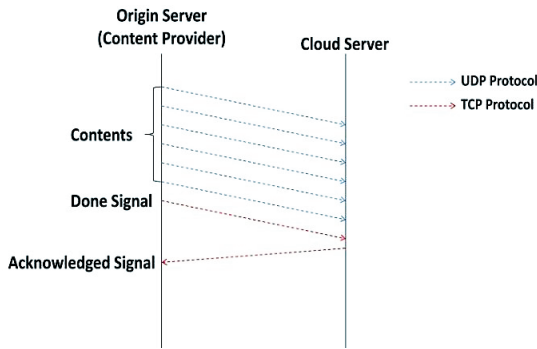 Origin Server
(Content Provider)
Cloud Server
UDP Protocol
TCP Protocol
Contents
Done Signal
Acknowledged Signal